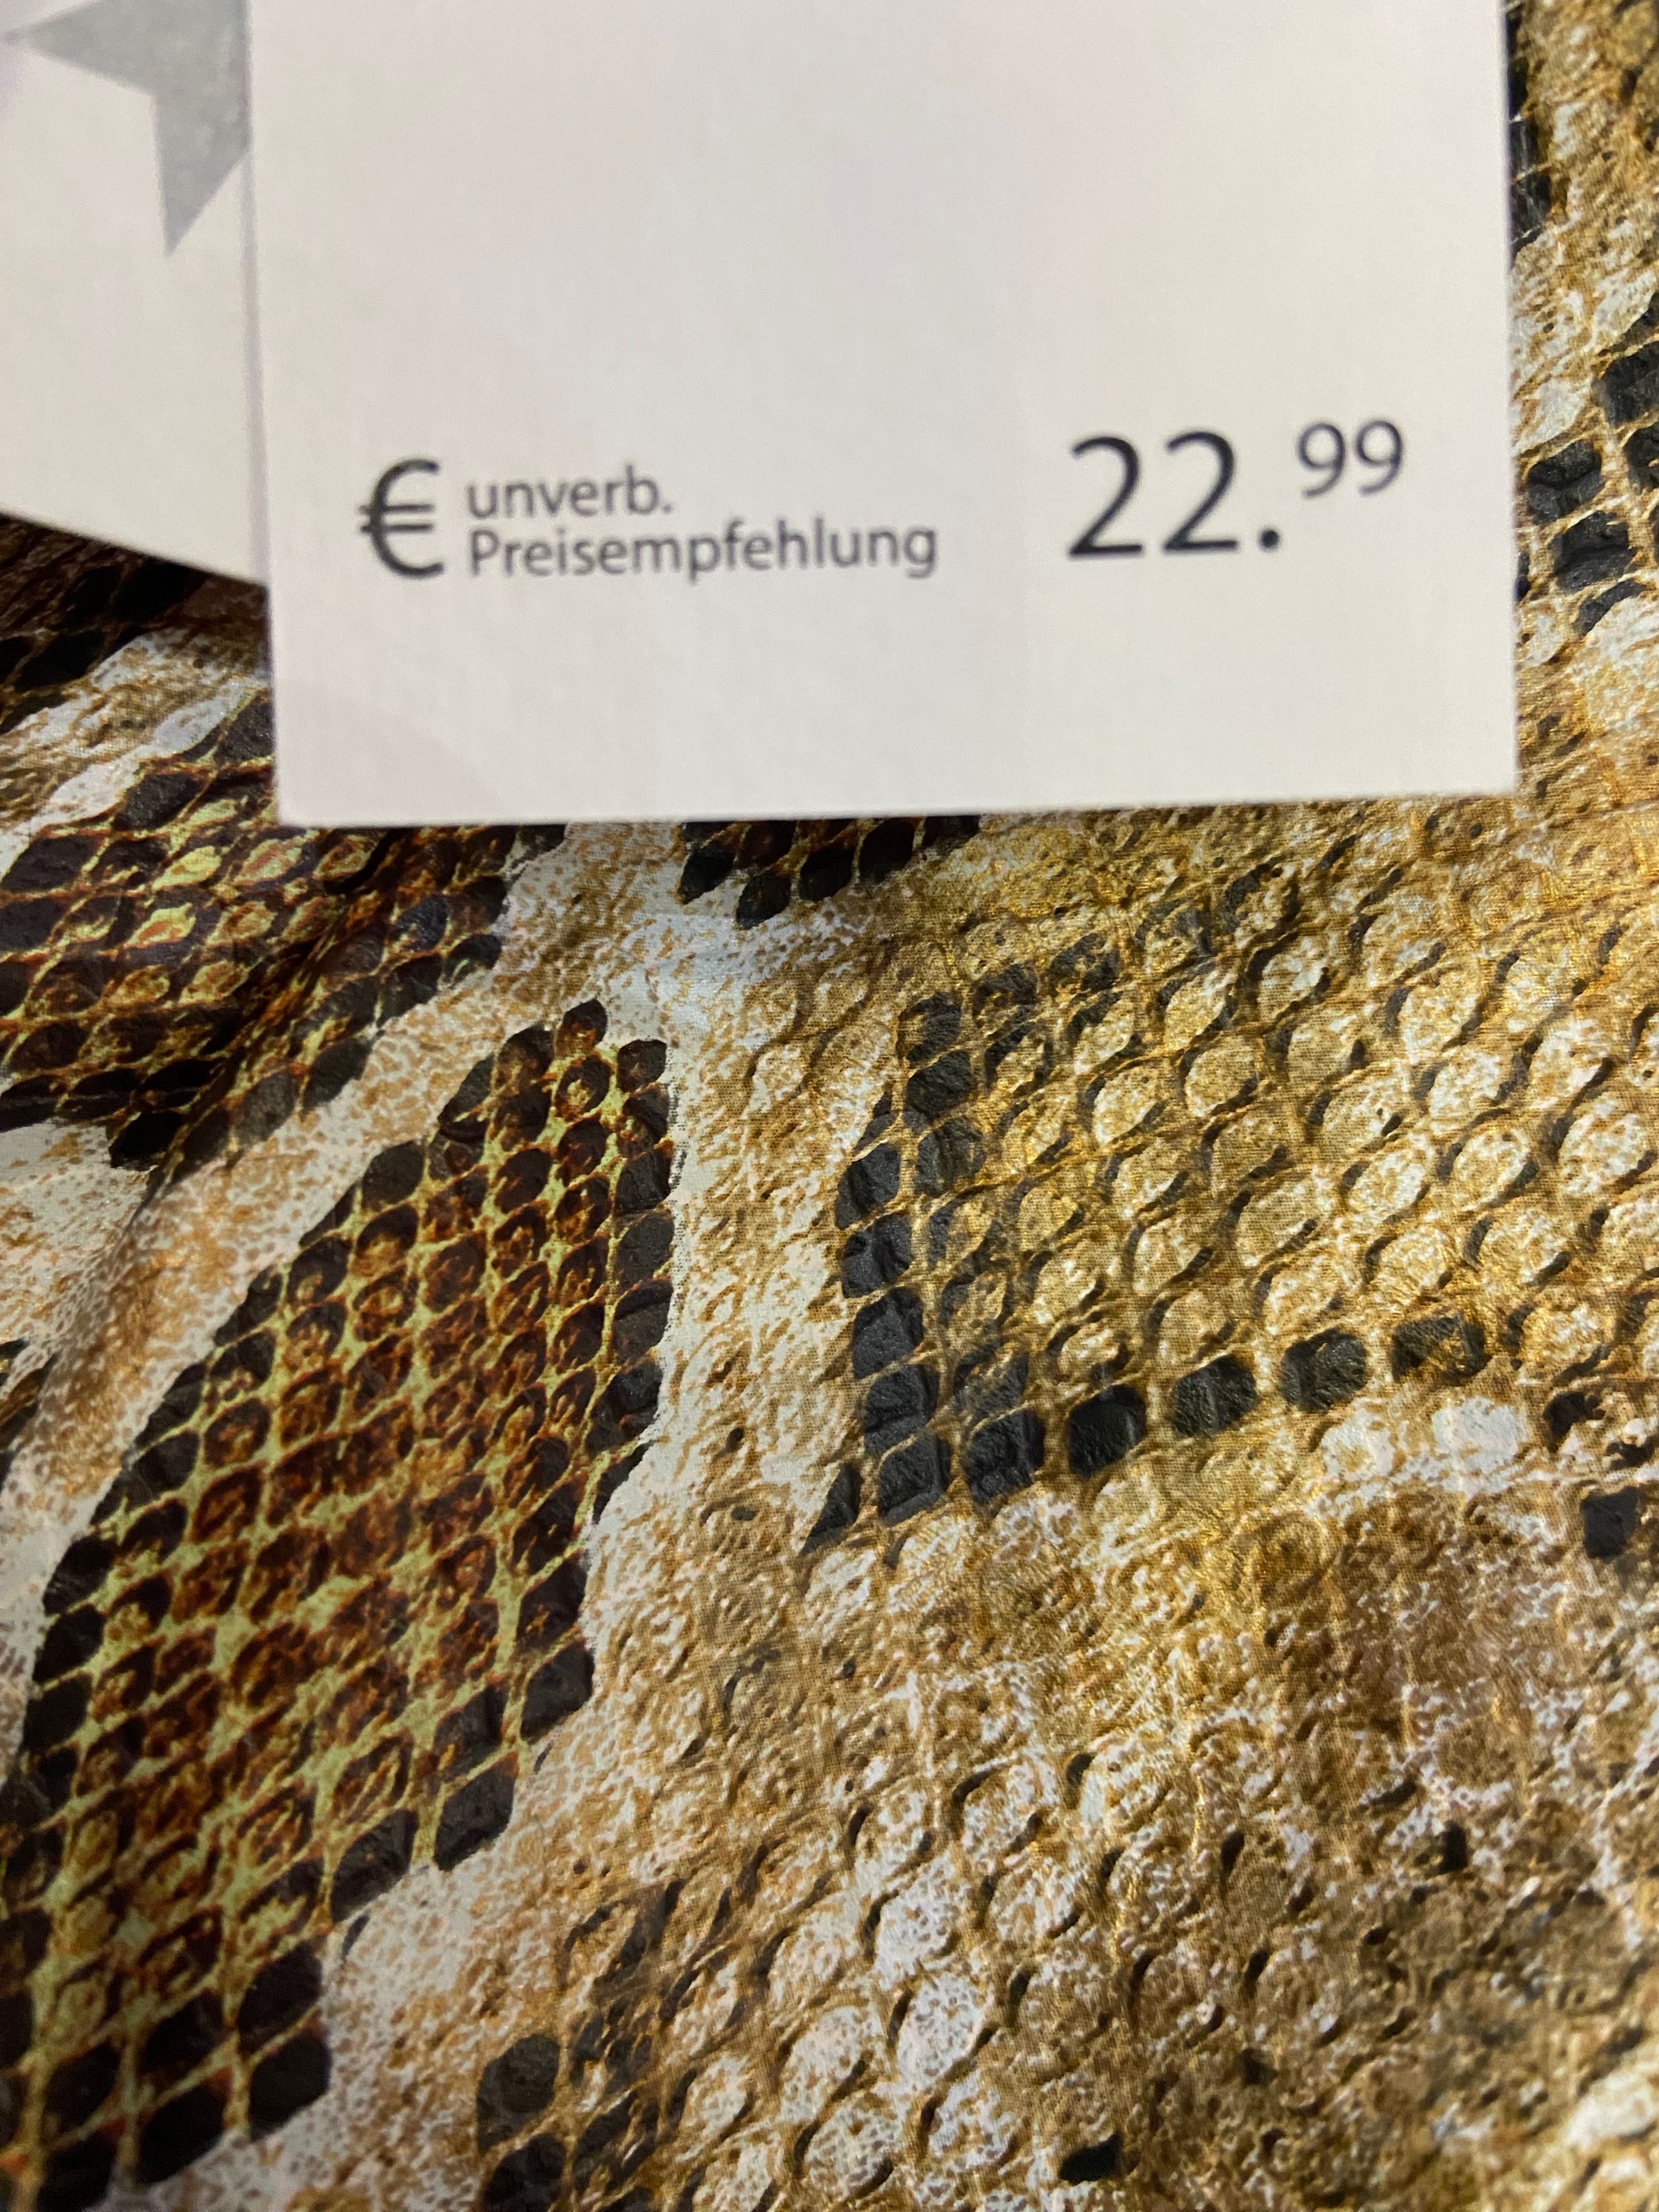 € unverb.
Preisempfehlung 22.99